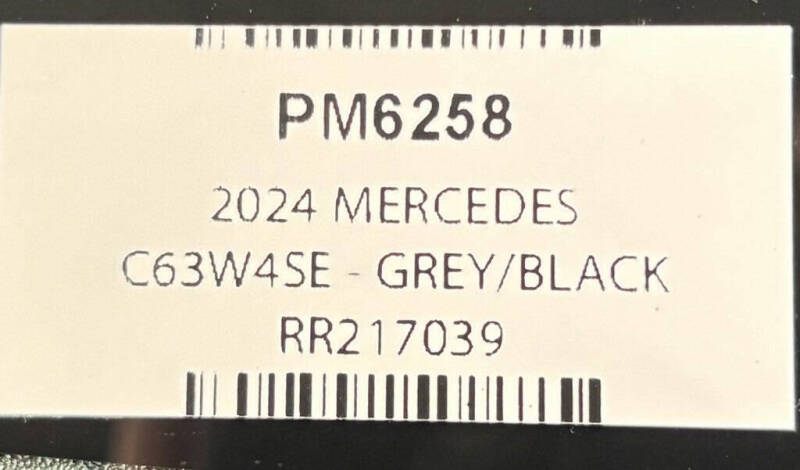 PM6258
2024 MERCEDES
C63W4SE - GREY/BLACK
RR217039